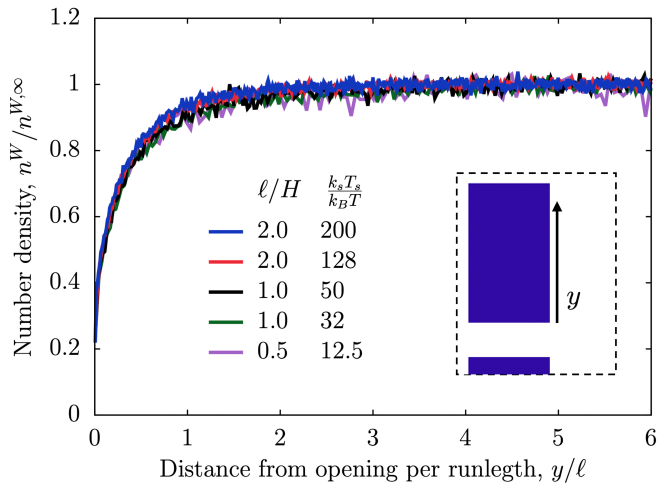 1.2
1
0.8
0.6
0.4
0.2
0
Number density, n^W/n^{W,∞}
ℓ/H k_sT_s/k_BT
2.0 200
2.0 128
1.0 50
1.0 32
0.5 12.5
y
0 1 2 3 4 5 6
Distance from opening per runlegth, y/ℓ